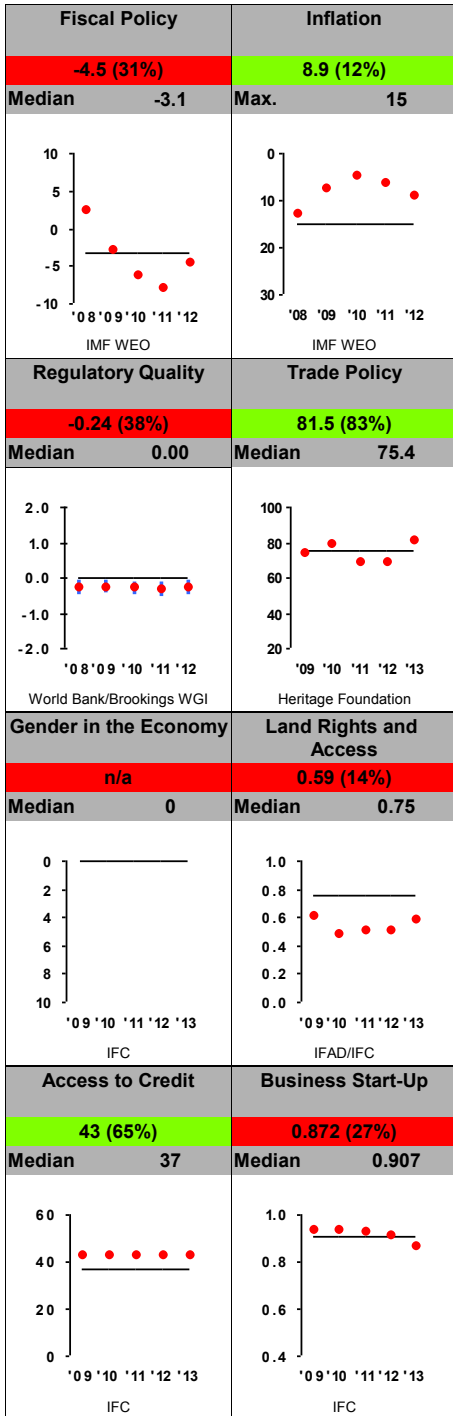 Fiscal Policy
-4.5 (31%)
Median -3.1
10
5
0
-5
-10
'08 '09 '10 '11 '12
IMF WEO
Inflation
8.9 (12%)
Max. 15
0
10
20
30
'08 '09 '10 '11 '12
IMF WEO
Regulatory Quality
-0.24 (38%)
Median 0.00
2.0
1.0
0.0
-1.0
-2.0
'08 '09 '10 '11 '12
World Bank/Brookings WGI
Trade Policy
81.5 (83%)
Median 75.4
100
80
60
40
20
'09 '10 '11 '12 '13
Heritage Foundation
Gender in the Economy
n/a
Median 0
0
2
4
6
8
10
'09 '10 '11 '12 '13
IFC
Land Rights and
Access
0.59 (14%)
Median 0.75
1.0
0.8
0.6
0.4
0.2
0.0
'09 '10 '11 '12 '13
IFAD/IFC
Access to Credit
43 (65%)
Median 37
60
40
20
0
'09 '10 '11 '12 '13
IFC
Business Start-Up
0.872 (27%)
Median 0.907
1.0
0.8
0.6
0.4
'09 '10 '11 '12 '13
IFC